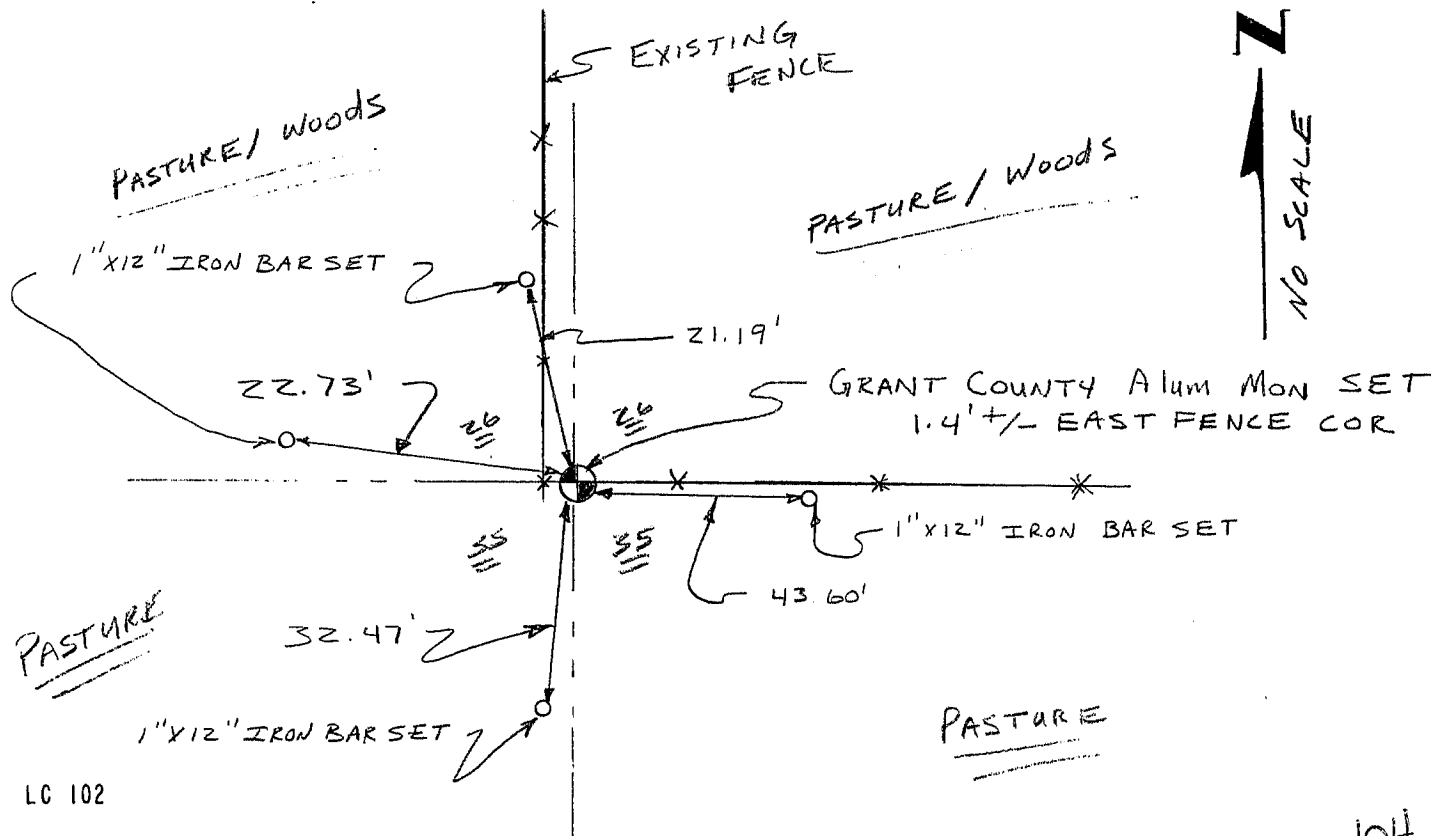 EXISTING
FENCE
N
PASTURE/ WOODS
PASTURE / WOODS
NO SCALE
1"X12" IRON BAR SET
21.19'
22.73'
GRANT COUNTY Alum MON SET
1.4' +/- EAST FENCE COR
26
26
35
35
1"X12" IRON BAR SET
43.60'
PASTURE
32.47'
1"X12" IRON BAR SET
PASTURE
LC 102